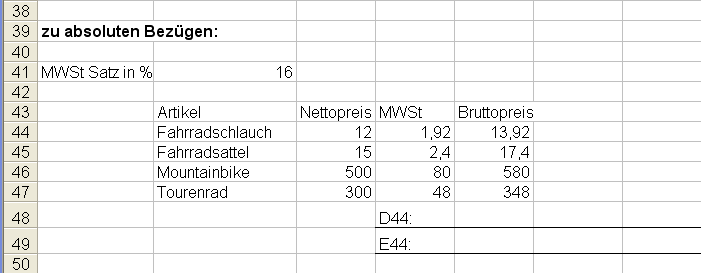 38
39 zu absoluten Bezügen:
40
41 MWSt Satz in % 16
42
43 Artikel Nettopreis MWSt Bruttopreis
44 Fahrradschlauch 12 1,92 13,92
45 Fahrradsattel 15 2,4 17,4
46 Mountainbike 500 80 580
47 Tourenrad 300 48 348
48 D44:
49 E44:
50